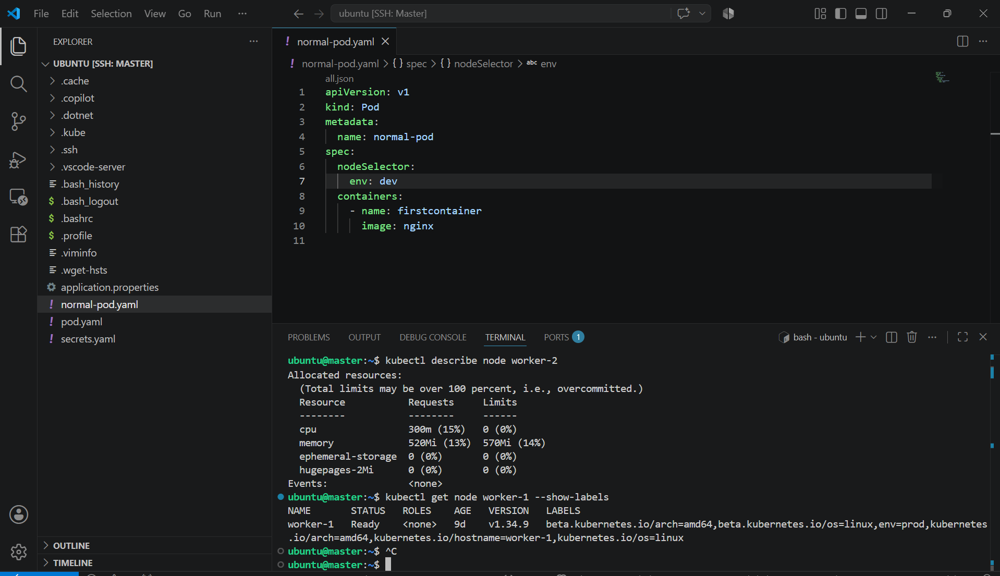 File Edit Selection View Go Run ···
ubuntu [SSH: Master]
EXPLORER
UBUNTU [SSH: MASTER]
.cache
.copilot
.dotnet
.kube
.ssh
.vscode-server
.bash_history
$ .bash_logout
$ .bashrc
$ .profile
.viminfo
.wget-hsts
application.properties
! normal-pod.yaml
! pod.yaml
! secrets.yaml
OUTLINE
TIMELINE
! normal-pod.yaml
! normal-pod.yaml > {} spec > {} nodeSelector > abc env
all.json
1 apiVersion: v1
2 kind: Pod
3 metadata:
4   name: normal-pod
5 spec:
6   nodeSelector:
7     env: dev
8   containers:
9     - name: firstcontainer
10       image: nginx
11
PROBLEMS OUTPUT DEBUG CONSOLE TERMINAL PORTS 1
bash - ubuntu
ubuntu@master:~$ kubectl describe node worker-2
Allocated resources:
  (Total limits may be over 100 percent, i.e., overcommitted.)
  Resource           Requests     Limits
  --------           --------     ------
  cpu                300m (15%)   0 (0%)
  memory             520Mi (13%)  570Mi (14%)
  ephemeral-storage  0 (0%)       0 (0%)
  hugepages-2Mi      0 (0%)       0 (0%)
Events:              <none>
ubuntu@master:~$ kubectl get node worker-1 --show-labels
NAME       STATUS   ROLES    AGE   VERSION   LABELS
worker-1   Ready    <none>   9d    v1.34.9   beta.kubernetes.io/arch=amd64,beta.kubernetes.io/os=linux,env=prod,kubernetes
.io/arch=amd64,kubernetes.io/hostname=worker-1,kubernetes.io/os=linux
ubuntu@master:~$ ^C
ubuntu@master:~$